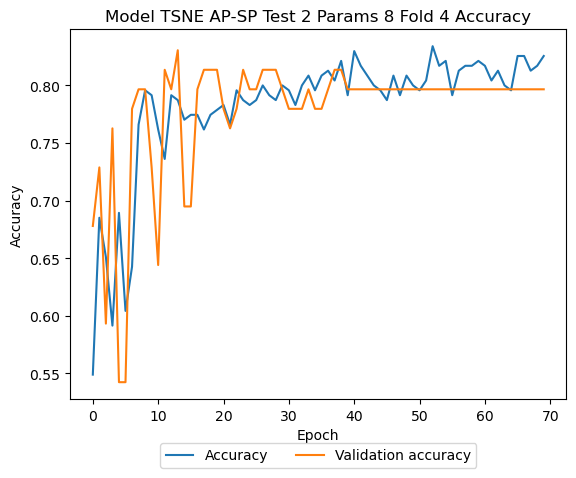 Model TSNE AP-SP Test 2 Params 8 Fold 4 Accuracy
0.80
0.75
0.70
0.65
0.60
0.55
Accuracy
0 10 20 30 40 50 60 70
Epoch
Accuracy Validation accuracy